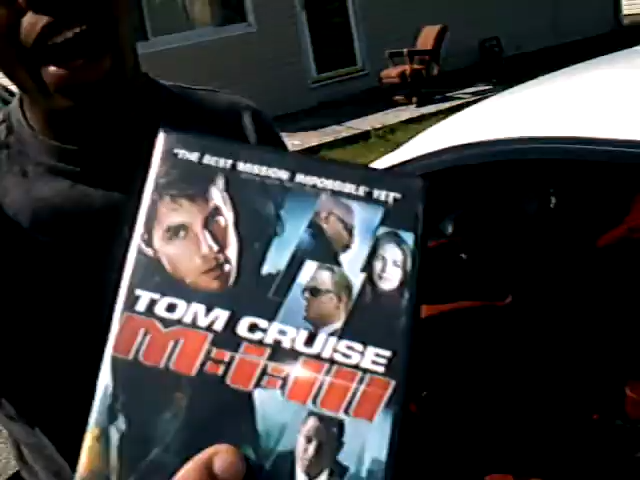 "THE BEST MISSION: IMPOSSIBLE YET"
TOM CRUISE
M:i:III